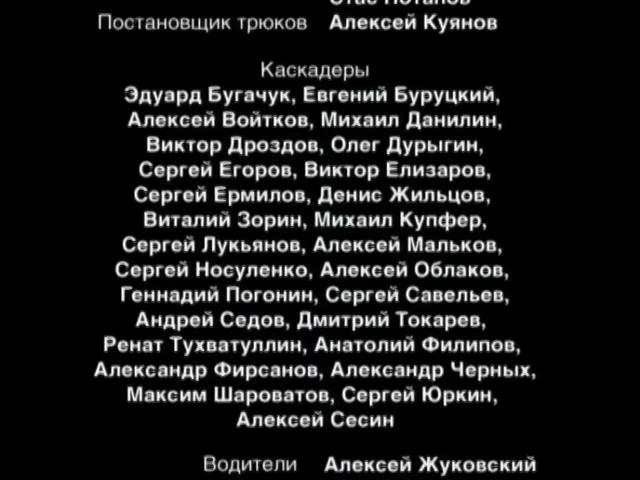 Стас Потапов
Постановщик трюков Алексей Куянов
Каскадеры
Эдуард Бугачук, Евгений Буруцкий,
Алексей Войтков, Михаил Данилин,
Виктор Дроздов, Олег Дурыгин,
Сергей Егоров, Виктор Елизаров,
Сергей Ермилов, Денис Жильцов,
Виталий Зорин, Михаил Купфер,
Сергей Лукьянов, Алексей Мальков,
Сергей Носуленко, Алексей Облаков,
Геннадий Погонин, Сергей Савельев,
Андрей Седов, Дмитрий Токарев,
Ренат Тухватуллин, Анатолий Филипов,
Александр Фирсанов, Александр Черных,
Максим Шароватов, Сергей Юркин,
Алексей Сесин
Водители Алексей Жуковский